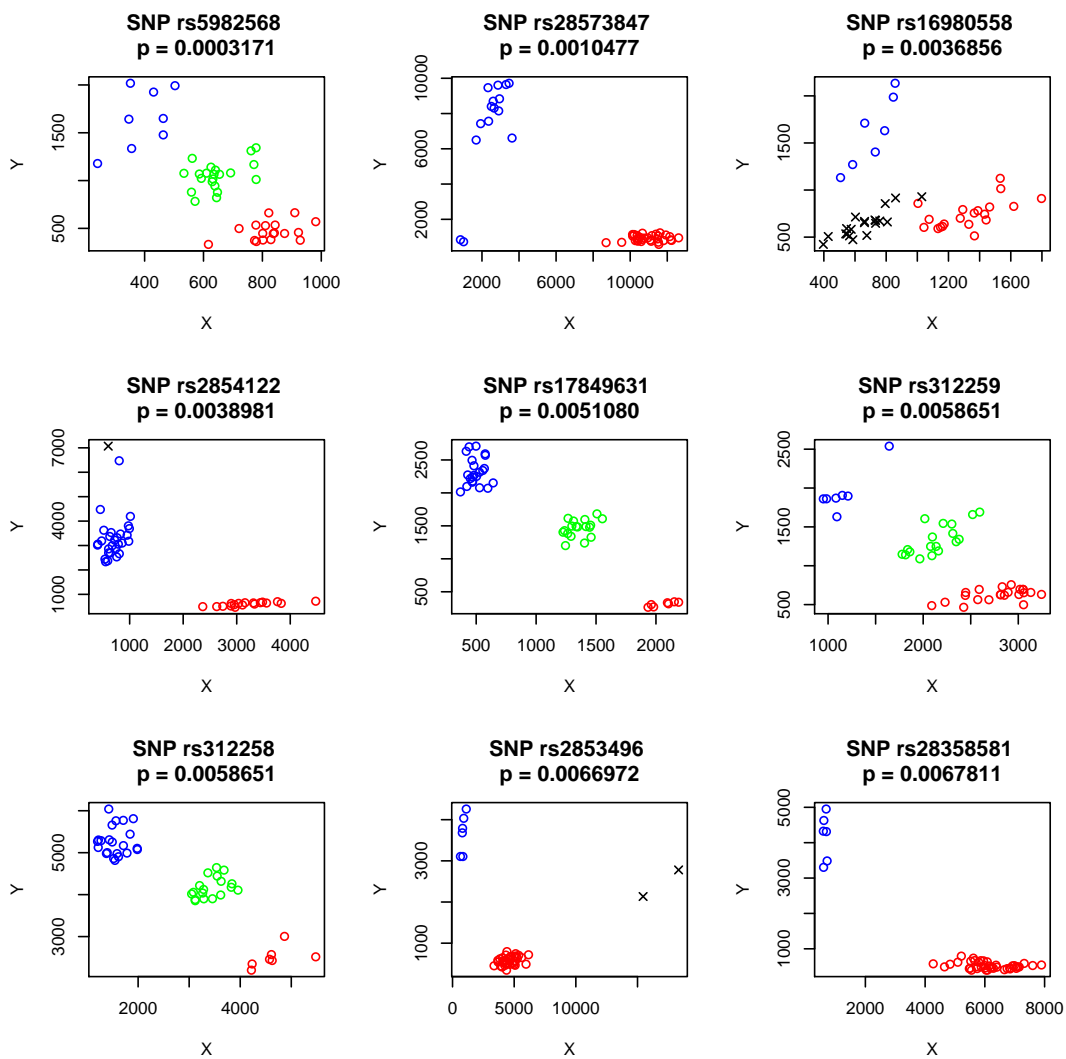 SNP rs5982568
p = 0.0003171
Y
500
1500
400
600
800
1000
X
SNP rs28573847
p = 0.0010477
Y
2000
6000
10000
2000
6000
10000
X
SNP rs16980558
p = 0.0036856
Y
500
1500
400
800
1200
1600
X
SNP rs2854122
p = 0.0038981
Y
1000
3000
5000
7000
1000
2000
3000
4000
X
SNP rs17849631
p = 0.0051080
Y
500
1500
2500
500
1000
1500
2000
X
SNP rs312259
p = 0.0058651
Y
500
1500
2500
1000
2000
3000
X
SNP rs312258
p = 0.0058651
Y
3000
5000
2000
4000
X
SNP rs2853496
p = 0.0066972
Y
1000
3000
0
5000
10000
X
SNP rs28358581
p = 0.0067811
Y
1000
3000
5000
2000
4000
6000
8000
X